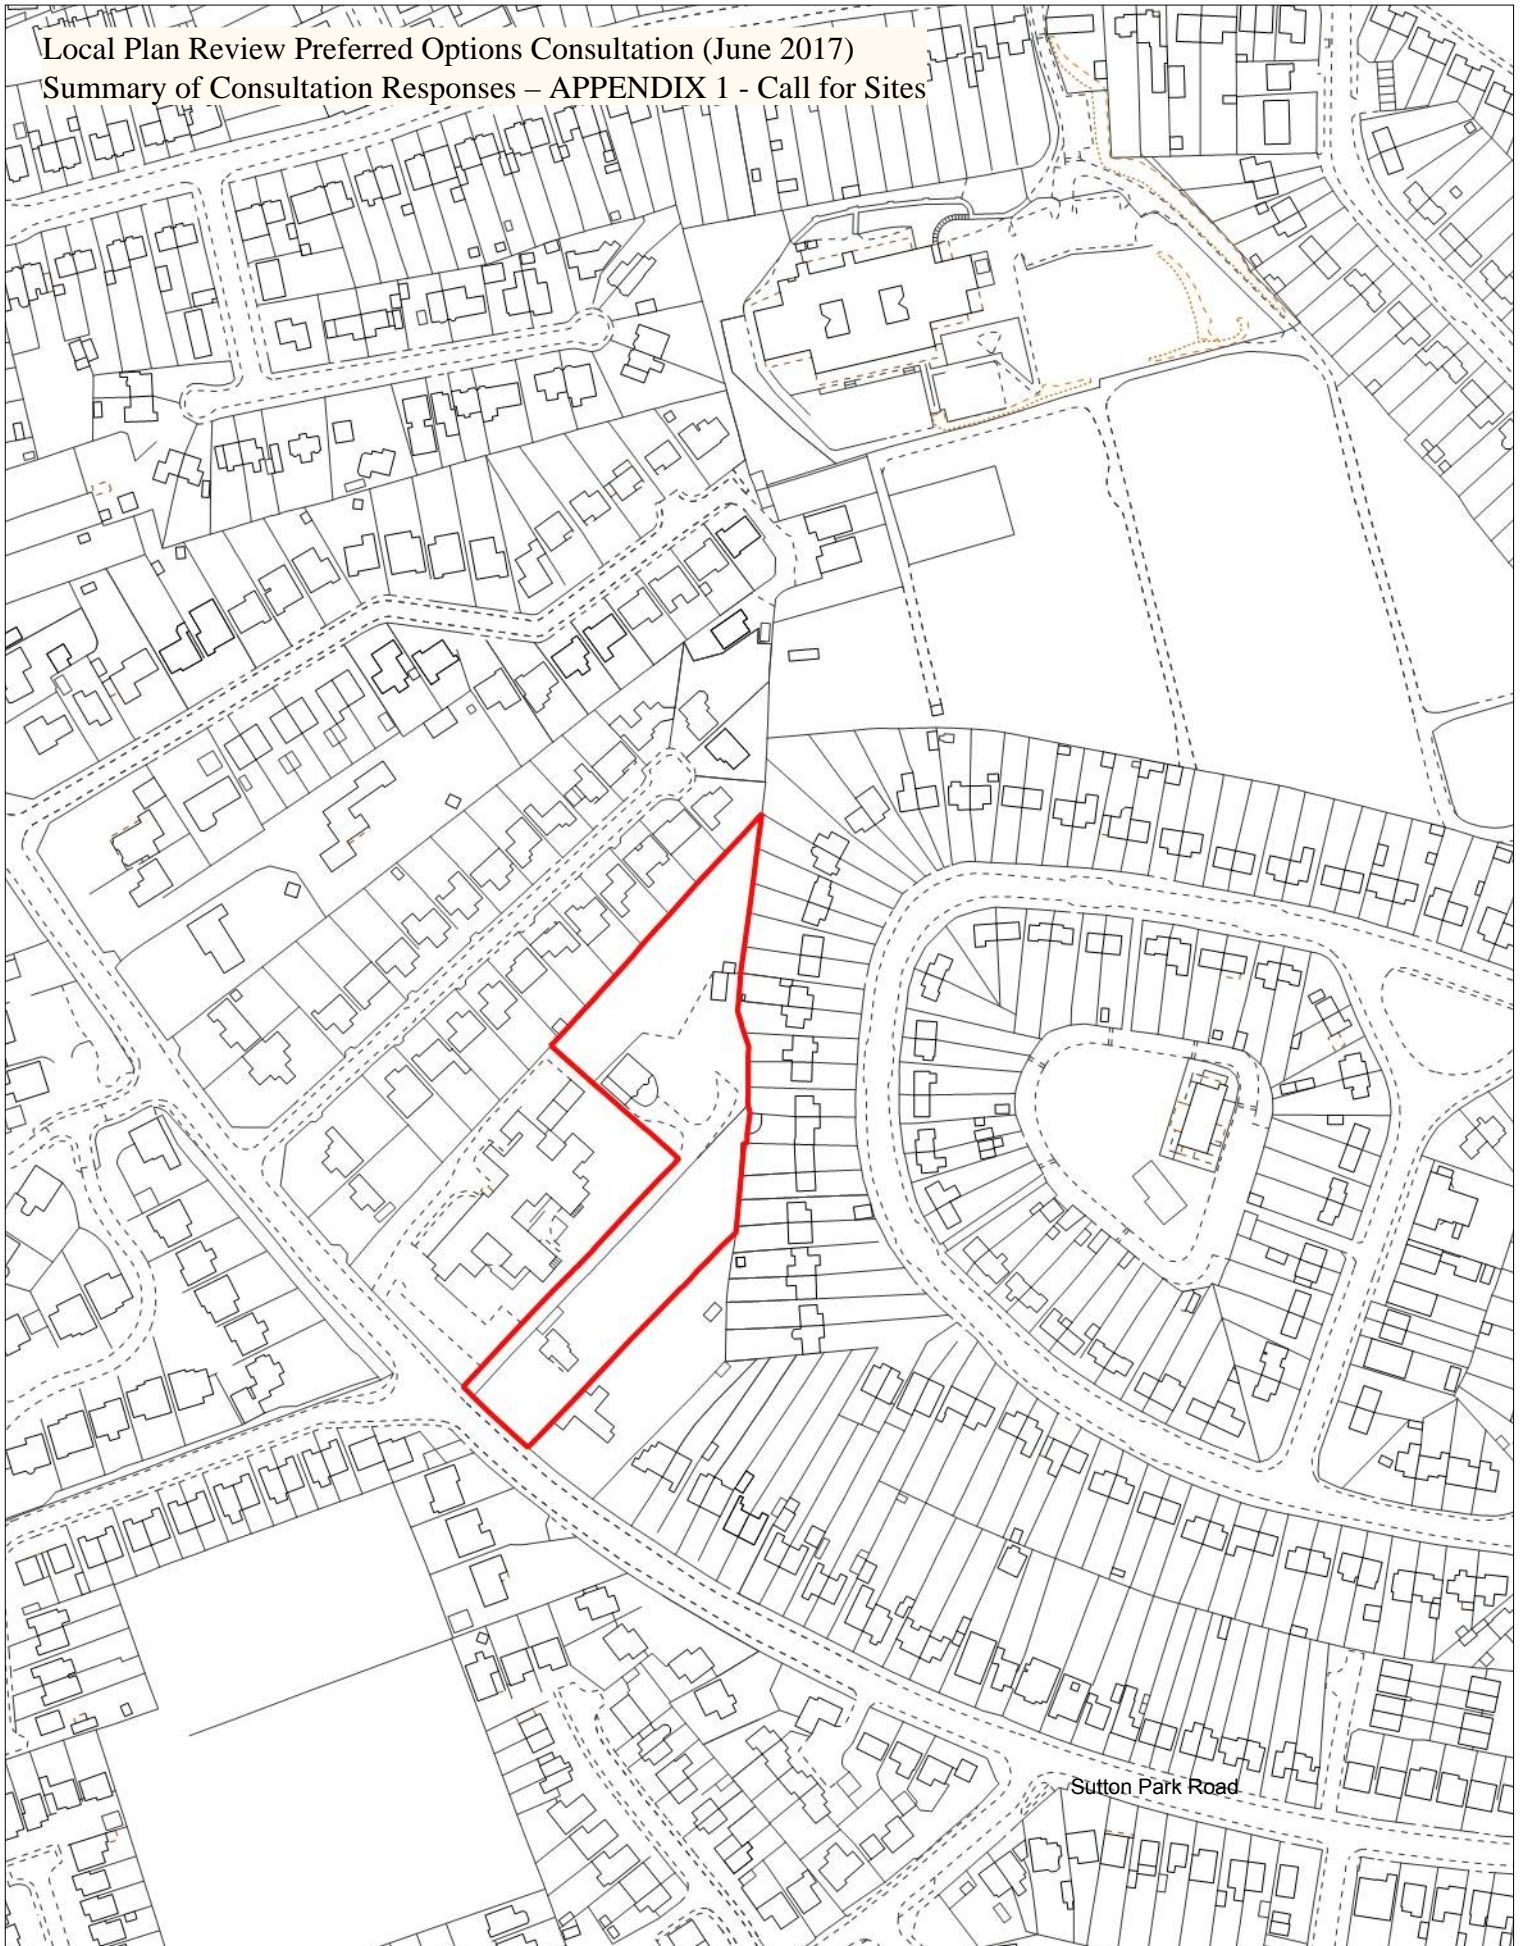 Local Plan Review Preferred Options Consultation (June 2017)
Summary of Consultation Responses – APPENDIX 1 - Call for Sites
Sutton Park Road